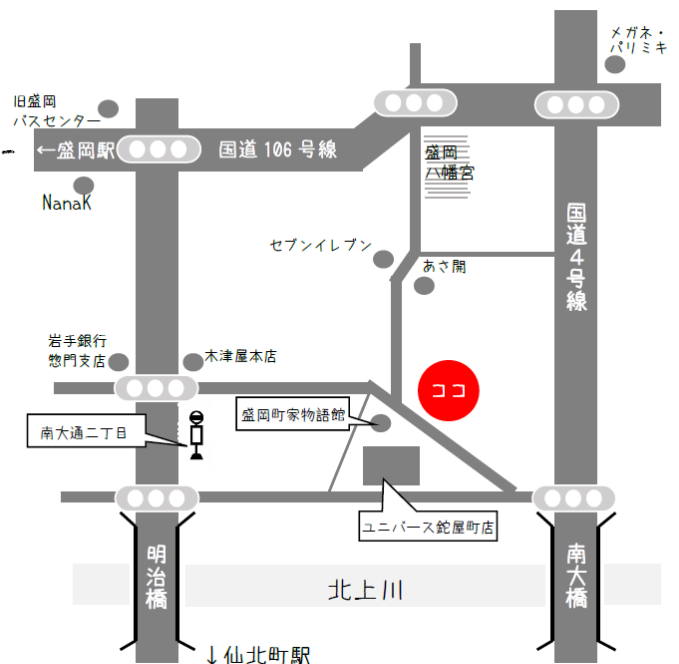 メガネ・
パリミキ
旧盛岡
バスセンター
←盛岡駅
国道106号線
盛岡
八幡宮
NanaK
国道4号線
セブンイレブン
あさ開
岩手銀行
惣門支店
木津屋本店
ココ
盛岡町家物語館
南大通二丁目
ユニバース鉈屋町店
明治橋
南大橋
北上川
↓仙北町駅